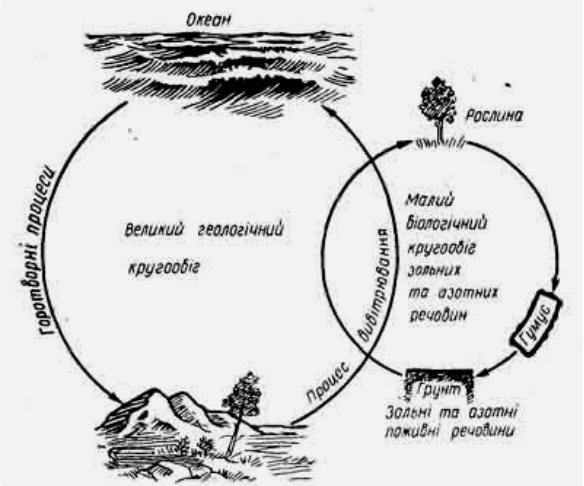 Океан
Рослина
Горотворні процеси
Великий геологічний
кругообіг
Малий
біологічний
кругообіг
зольних
та азотних
речовин
Процес вивітрювання
Гумус
Грунт
Зольні та азотні
поживні речовини